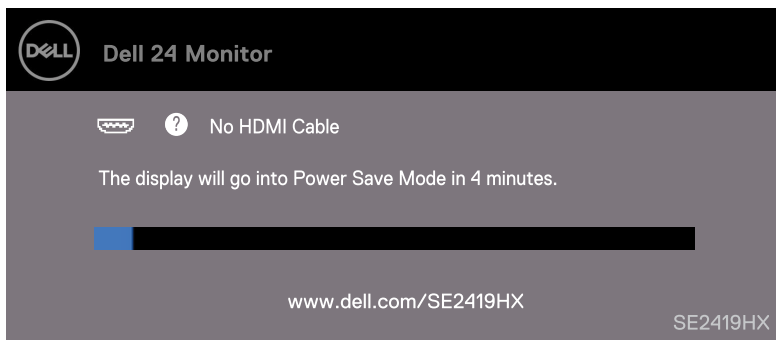 DELL Dell 24 Monitor
? No HDMI Cable
The display will go into Power Save Mode in 4 minutes.
www.dell.com/SE2419HX
SE2419HX